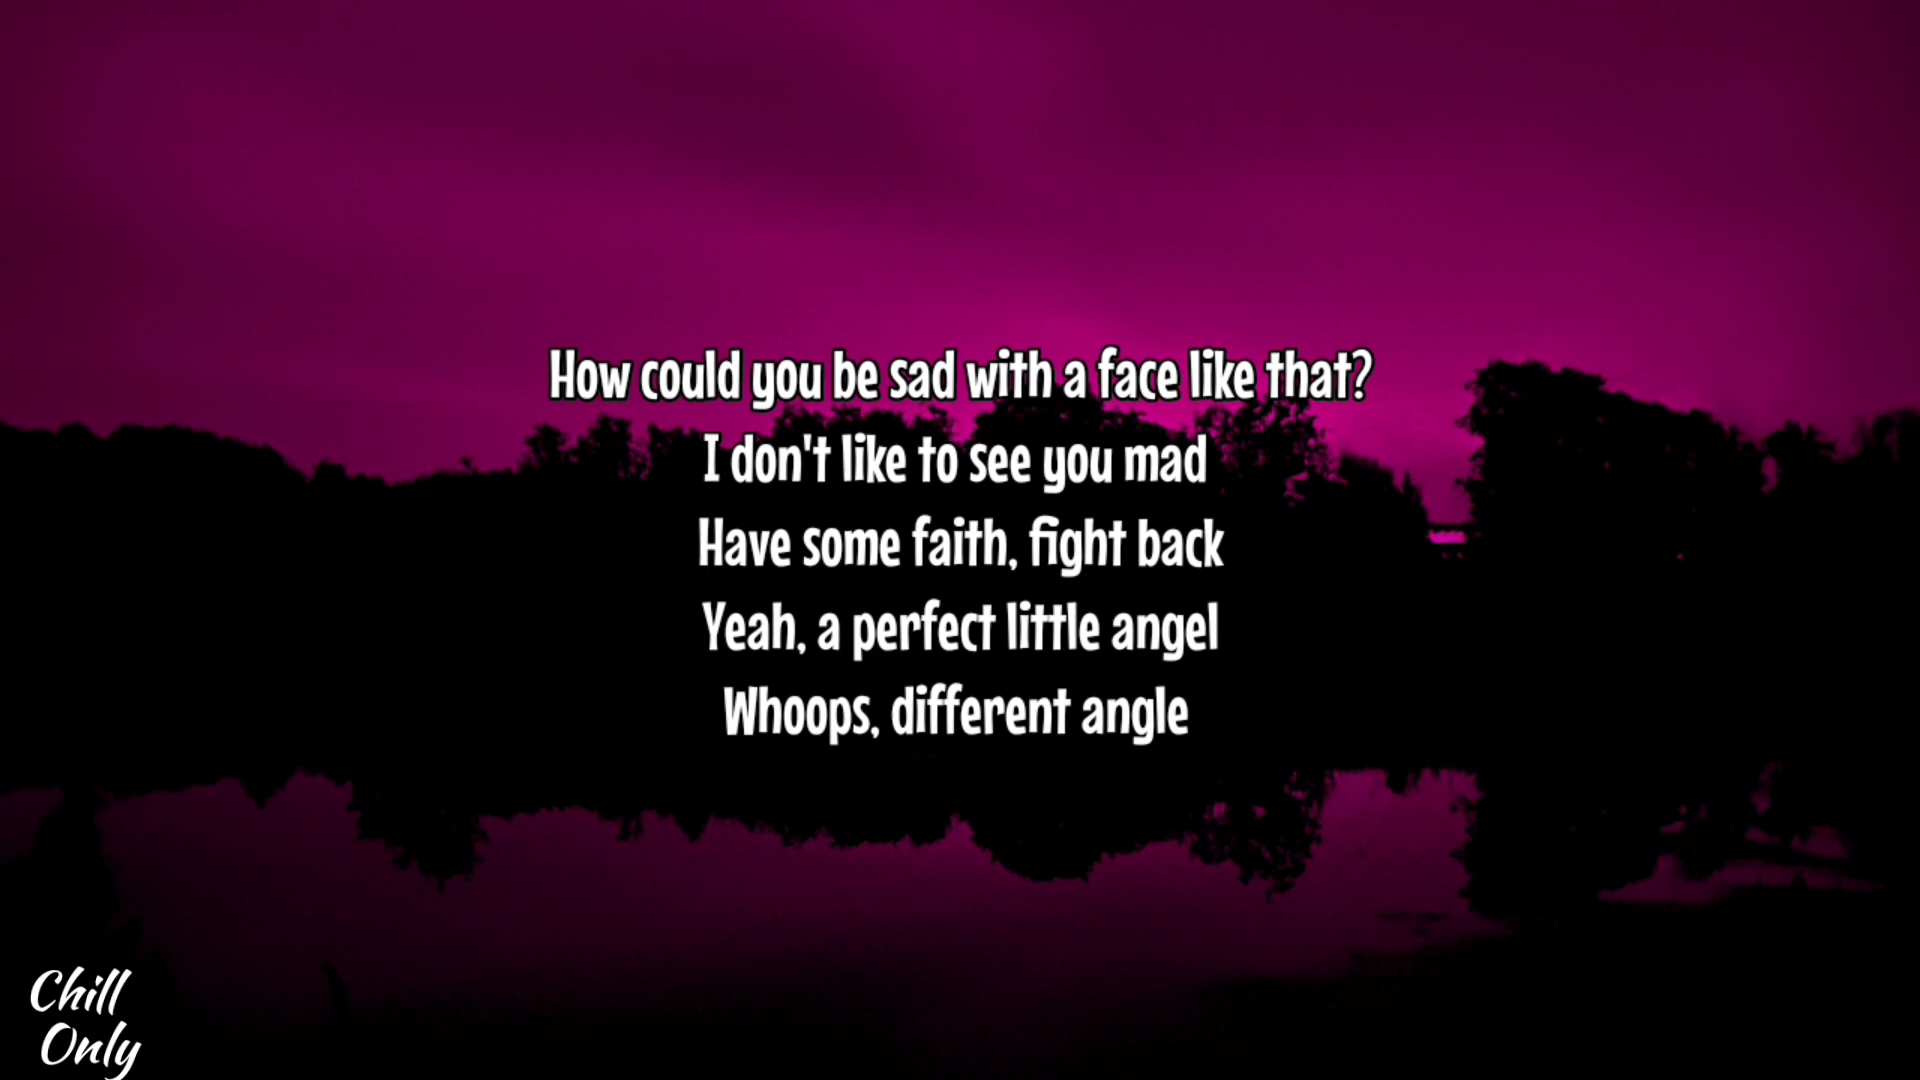 How could you be sad with a face like that?
I don't like to see you mad
Have some faith, fight back
Yeah, a perfect little angel
Whoops, different angle
Chill
Only